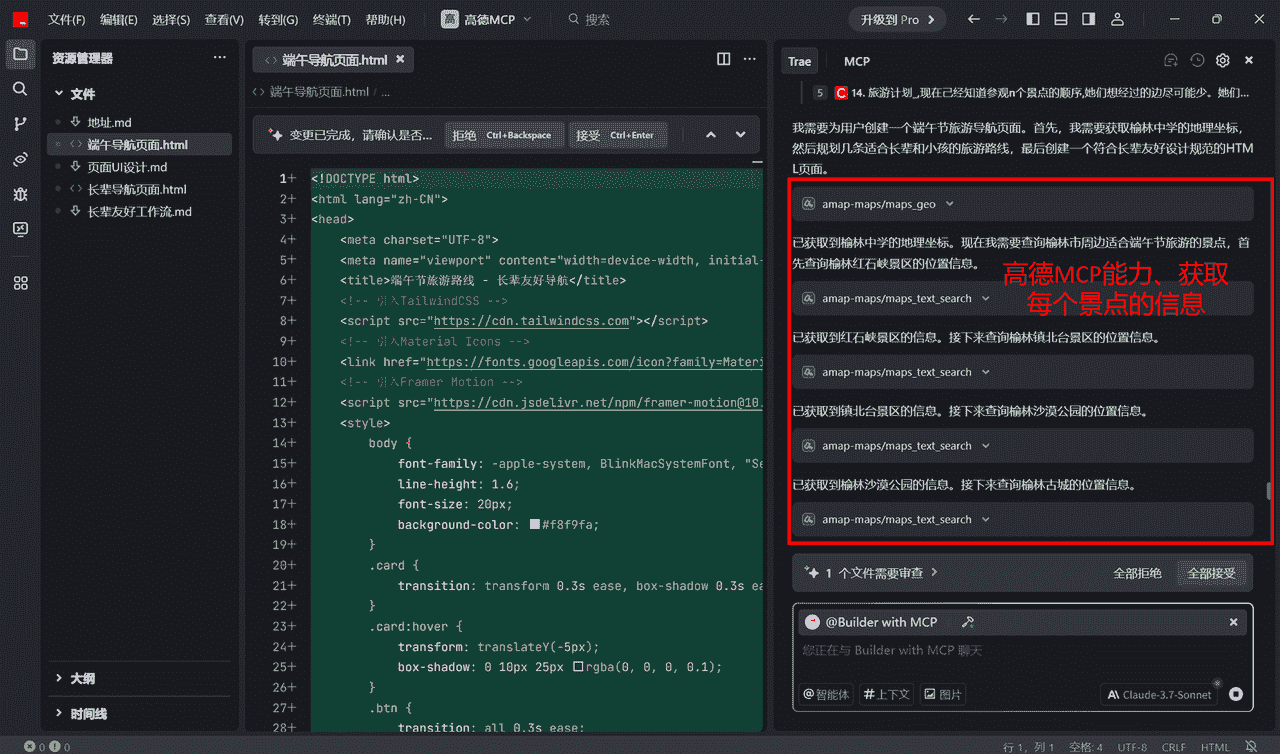 文件(F) 编辑(E) 选择(S) 查看(V) 转到(G) 终端(T) 帮助(H) 高 高德MCP 搜索 升级到 Pro
资源管理器
文件
地址.md
端午导航页面.html
页面UI设计.md
长辈导航页面.html
长辈友好工作流.md
大纲
时间线
端午导航页面.html
端午导航页面.html / ...
变更已完成，请确认是否... 拒绝 Ctrl+Backspace 接受 Ctrl+Enter
1+ <!DOCTYPE html>
2+ <html lang="zh-CN">
3+ <head>
4+ <meta charset="UTF-8">
5+ <meta name="viewport" content="width=device-width, initial-
6+ <title>端午节旅游路线 - 长辈友好导航</title>
7+ <!-- 引入TailwindCSS -->
8+ <script src="https://cdn.tailwindcss.com"></script>
9+ <!-- 引入Material Icons -->
10+ <link href="https://fonts.googleapis.com/icon?family=Materi
11+ <!-- 引入Framer Motion -->
12+ <script src="https://cdn.jsdelivr.net/npm/framer-motion@10.
13+ <style>
14+ body {
15+ font-family: -apple-system, BlinkMacSystemFont, "Se
16+ line-height: 1.6;
17+ font-size: 20px;
18+ background-color: #f8f9fa;
19+ }
20+ .card {
21+ transition: transform 0.3s ease, box-shadow 0.3s ea
22+ }
23+ .card:hover {
24+ transform: translateY(-5px);
25+ box-shadow: 0 10px 25px rgba(0, 0, 0, 0.1);
26+ }
27+ .btn {
28+ transition: all 0.3s ease;
Trae MCP
5 C 14. 旅游计划_,现在已经知道参观n个景点的顺序,她们想经过的边尽可能少。她们...
我需要为用户创建一个端午节旅游导航页面。首先，我需要获取榆林中学的地理坐标，
然后规划几条适合长辈和小孩的旅游路线，最后创建一个符合长辈友好设计规范的HTM
L页面。
amap-maps/maps_geo
已获取到榆林中学的地理坐标。现在我需要查询榆林市周边适合端午节旅游的景点，首
先查询榆林红石峡景区的位置信息。
高德MCP能力、获取
每个景点的信息
amap-maps/maps_text_search
已获取到红石峡景区的信息。接下来查询榆林镇北台景区的位置信息。
amap-maps/maps_text_search
已获取到镇北台景区的信息。接下来查询榆林沙漠公园的位置信息。
amap-maps/maps_text_search
已获取到榆林沙漠公园的信息。接下来查询榆林古城的位置信息。
amap-maps/maps_text_search
1 个文件需要审查 全部拒绝 全部接受
@Builder with MCP
您正在与 Builder with MCP 聊天
@智能体 #上下文 图片 Claude-3.7-Sonnet
0 0 行 1，列 1 空格: 4 UTF-8 CRLF HTML